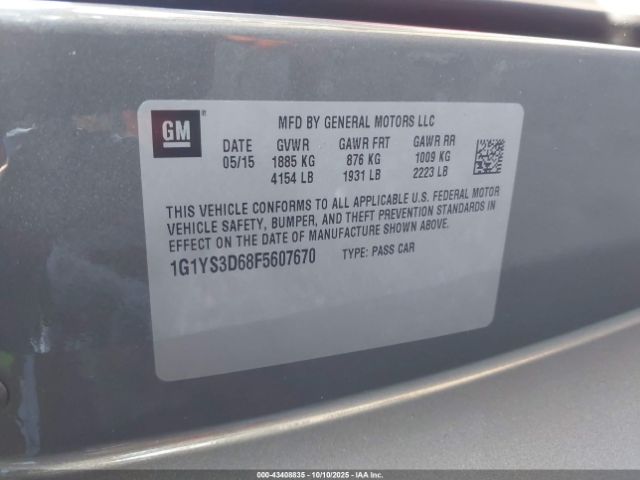 GM
MFD BY GENERAL MOTORS LLC
DATE GVWR GAWR FRT GAWR RR
05/15 1885 KG 876 KG 1009 KG
4154 LB 1931 LB 2223 LB
THIS VEHICLE CONFORMS TO ALL APPLICABLE U.S. FEDERAL MOTOR
VEHICLE SAFETY, BUMPER, AND THEFT PREVENTION STANDARDS IN
EFFECT ON THE DATE OF MANUFACTURE SHOWN ABOVE.
1G1YS3D68F5607670 TYPE: PASS CAR
000-43408835 - 10/10/2025 - IAAI.com